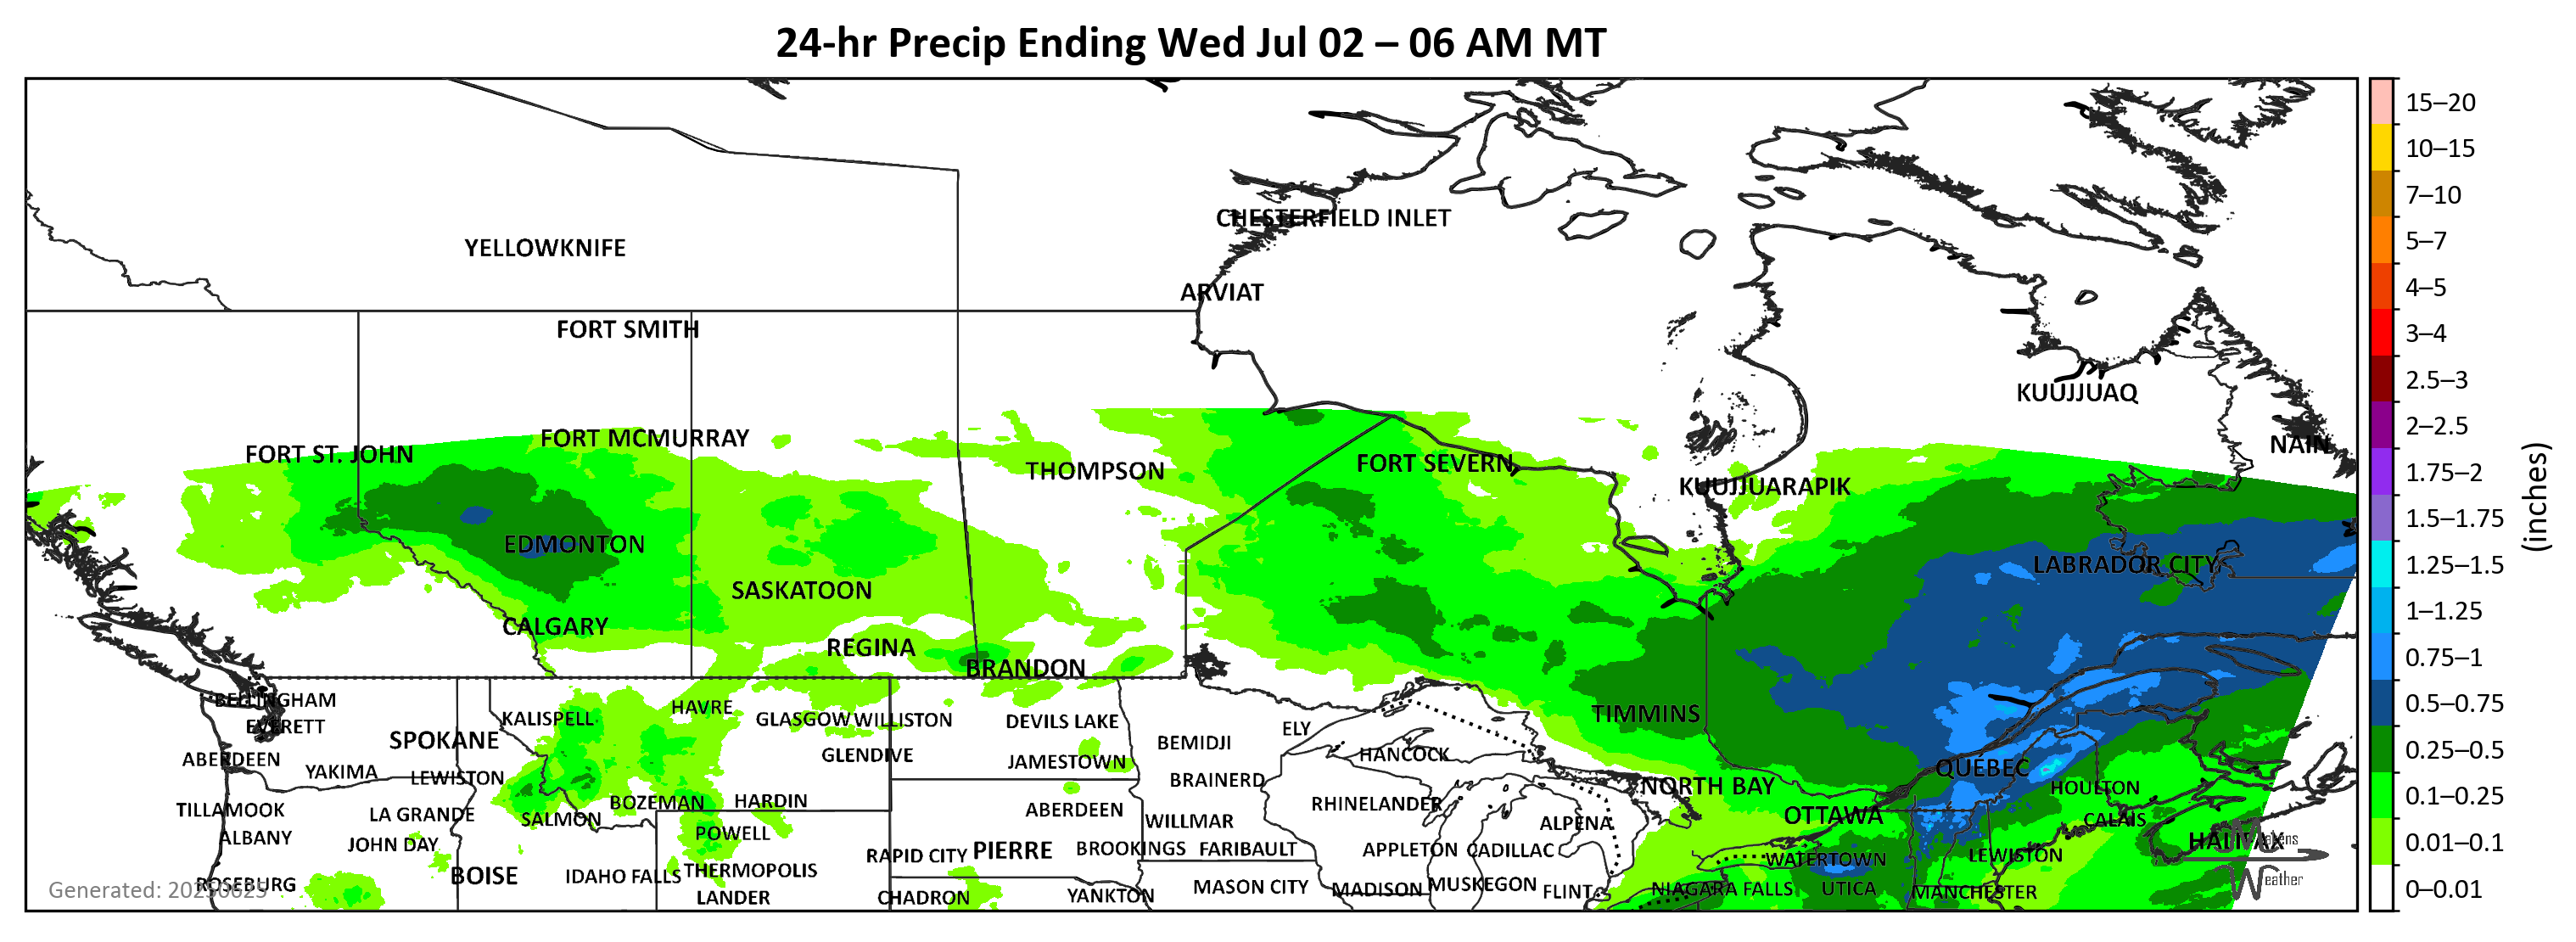 24-hr Precip Ending Wed Jul 02 – 06 AM MT
CHESTERFIELD INLET
YELLOWKNIFE
ARVIAT
FORT SMITH
KUUJJUAQ
FORT MCMURRAY
NAIN
FORT ST. JOHN
FORT SEVERN
THOMPSON
KUUJJUARAPIK
EDMONTON
LABRADOR CITY
SASKATOON
CALGARY
REGINA
BRANDON
BELLINGHAM
HAVRE
TIMMINS
KALISPELL
GLASGOW WILLISTON
DEVILS LAKE
EVERETT
ELY
SPOKANE
BEMIDJI
GLENDIVE
HANCOCK
ABERDEEN
JAMESTOWN
QUÉBEC
YAKIMA
LEWISTON
BRAINERD
NORTH BAY
HOULTON
BOZEMAN
HARDIN
RHINELANDER
TILLAMOOK
ABERDEEN
LA GRANDE
OTTAWA
SALMON
WILLMAR
ALPENA
CALAIS
POWELL
ALBANY
HALIFAX
JOHN DAY
BROOKINGS
FARIBAULT
APPLETON
CADILLAC
PIERRE
RAPID CITY
LEWISTON
WATERTOWN
THERMOPOLIS
BOISE
IDAHO FALLS
ROSEBURG
MASON CITY
MADISON
MUSKEGON
FLINT
NIAGARA FALLS
UTICA
MANCHESTER
LANDER
CHADRON
YANKTON
eather
15–20
10–15
7–10
5–7
4–5
3–4
2.5–3
2–2.5
1.75–2
1.5–1.75
1.25–1.5
1–1.25
0.75–1
0.5–0.75
0.25–0.5
0.1–0.25
0.01–0.1
0–0.01
(inches)
Generated: 20250625